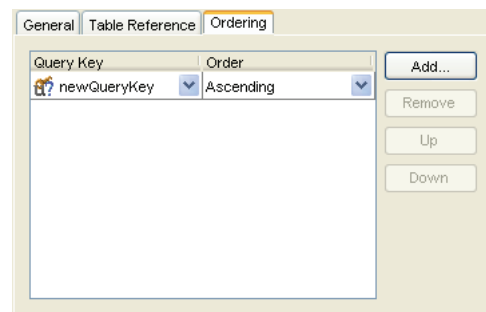 General Table Reference Ordering
Query Key Order Add...
newQueryKey Ascending
Remove
Up
Down